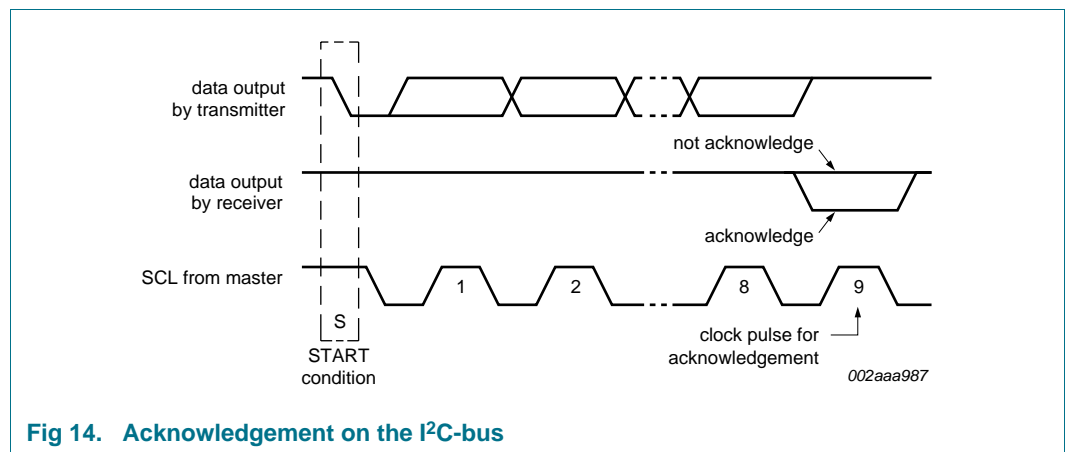 data output
by transmitter
not acknowledge
data output
by receiver
acknowledge
SCL from master
1
2
8
9
S
START
condition
clock pulse for
acknowledgement
002aaa987
Fig 14. Acknowledgement on the I²C-bus